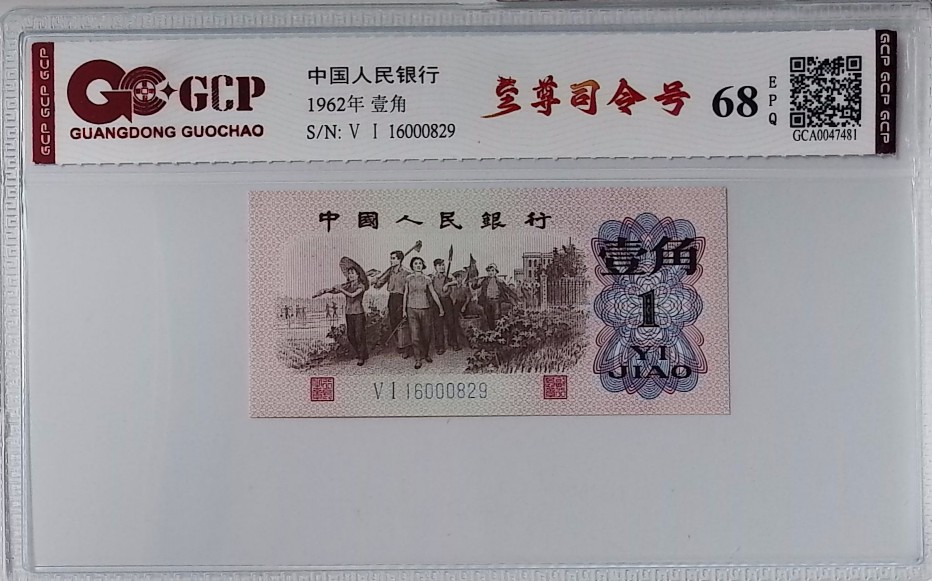 GCP GCP GCP
GCP
GUANGDONG GUOCHAO
中国人民银行
1962年 壹角
S/N: V I 16000829
至尊司令号
68
EPQ
GCA0047481
GCP GCP GCP
中國人民銀行
壹角
1
YI
JIAO
V I 16000829